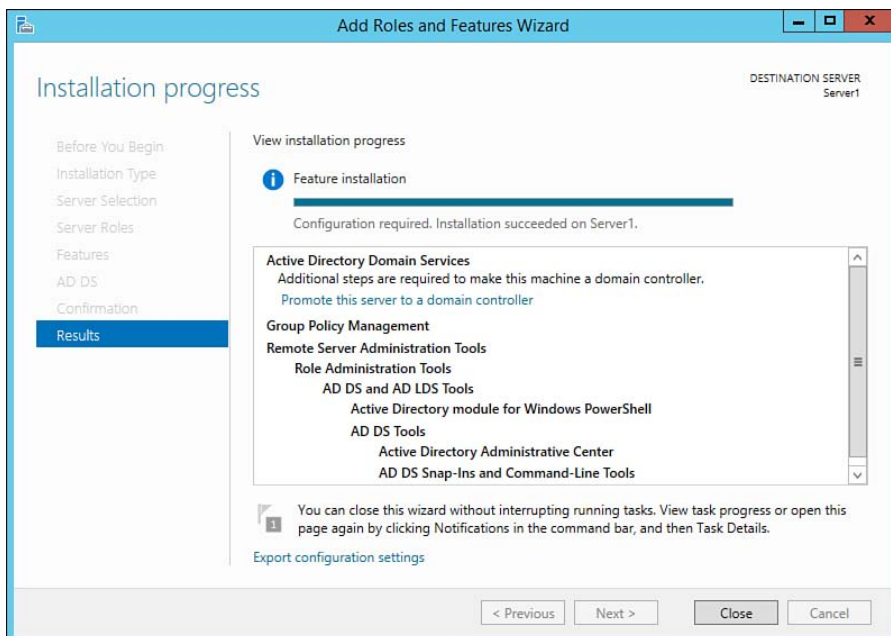 Add Roles and Features Wizard
Installation progress
DESTINATION SERVER
Server1
Before You Begin
Installation Type
Server Selection
Server Roles
Features
AD DS
Confirmation
Results
View installation progress
Feature installation
Configuration required. Installation succeeded on Server1.
Active Directory Domain Services
Additional steps are required to make this machine a domain controller.
Promote this server to a domain controller
Group Policy Management
Remote Server Administration Tools
Role Administration Tools
AD DS and AD LDS Tools
Active Directory module for Windows PowerShell
AD DS Tools
Active Directory Administrative Center
AD DS Snap-Ins and Command-Line Tools
1
You can close this wizard without interrupting running tasks. View task progress or open this
page again by clicking Notifications in the command bar, and then Task Details.
Export configuration settings
< Previous
Next >
Close
Cancel